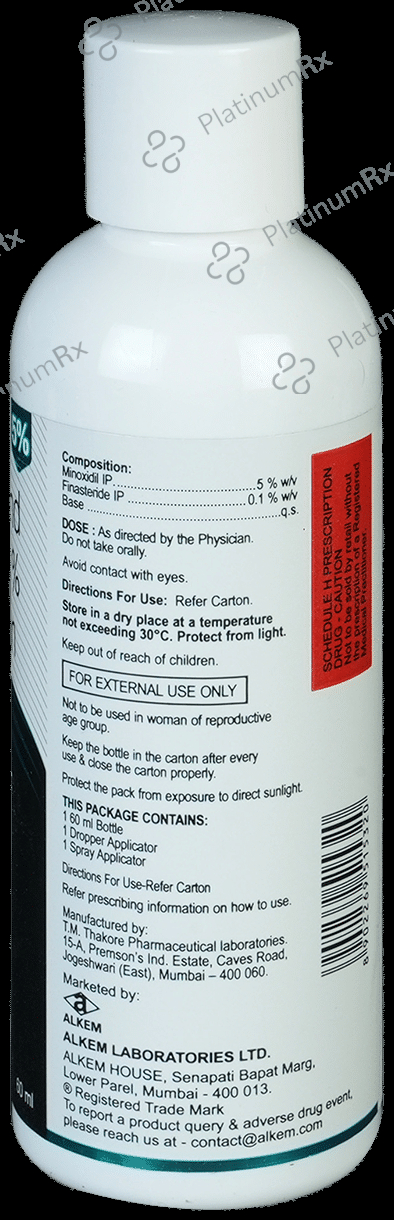 PlatinumRx
PlatinumRx
PlatinumRx
Platinum
Rx
tinumRx
5%
nd
%
Composition:
Minoxidil IP..............................5 % w/v
Finasteride IP .........................0.1 % w/v
Base ...........................................q.s.
DOSE : As directed by the Physician.
Do not take orally.
Avoid contact with eyes.
Directions For Use: Refer Carton.
Store in a dry place at a temperature
not exceeding 30°C. Protect from light.
Keep out of reach of children.
FOR EXTERNAL USE ONLY
Not to be used in woman of reproductive
age group.
Keep the bottle in the carton after every
use & close the carton properly.
Protect the pack from exposure to direct sunlight.
THIS PACKAGE CONTAINS:
1 60 ml Bottle
1 Dropper Applicator
1 Spray Applicator
Directions For Use-Refer Carton
Refer prescribing information on how to use.
Manufactured by:
T.M. Thakore Pharmaceutical laboratories.
15-A, Premson's Ind. Estate, Caves Road,
Jogeshwari (East), Mumbai – 400 060.
Marketed by:
a
ALKEM
ALKEM LABORATORIES LTD.
ALKEM HOUSE, Senapati Bapat Marg,
Lower Parel, Mumbai - 400 013.
® Registered Trade Mark
To report a product query & adverse drug event,
please reach us at - contact@alkem.com
60 ml
SCHEDULE H PRESCRIPTION
DRUG - CAUTION
Not to be sold by retail without
the prescription of a Registered
Medical Practitioner.
8 902269 515320